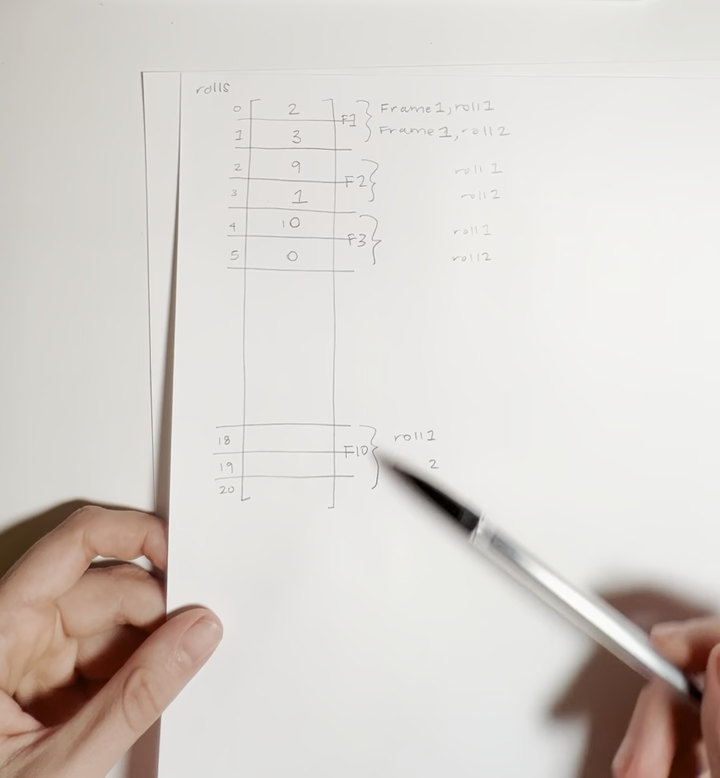 rolls
0 2 F1 Frame 1, roll 1
1 3 Frame 1, roll 2
2 9 F2 roll 1
3 1 roll 2
4 10 F3 roll 1
5 0 roll 2
18 F10 roll 1
19 2
20